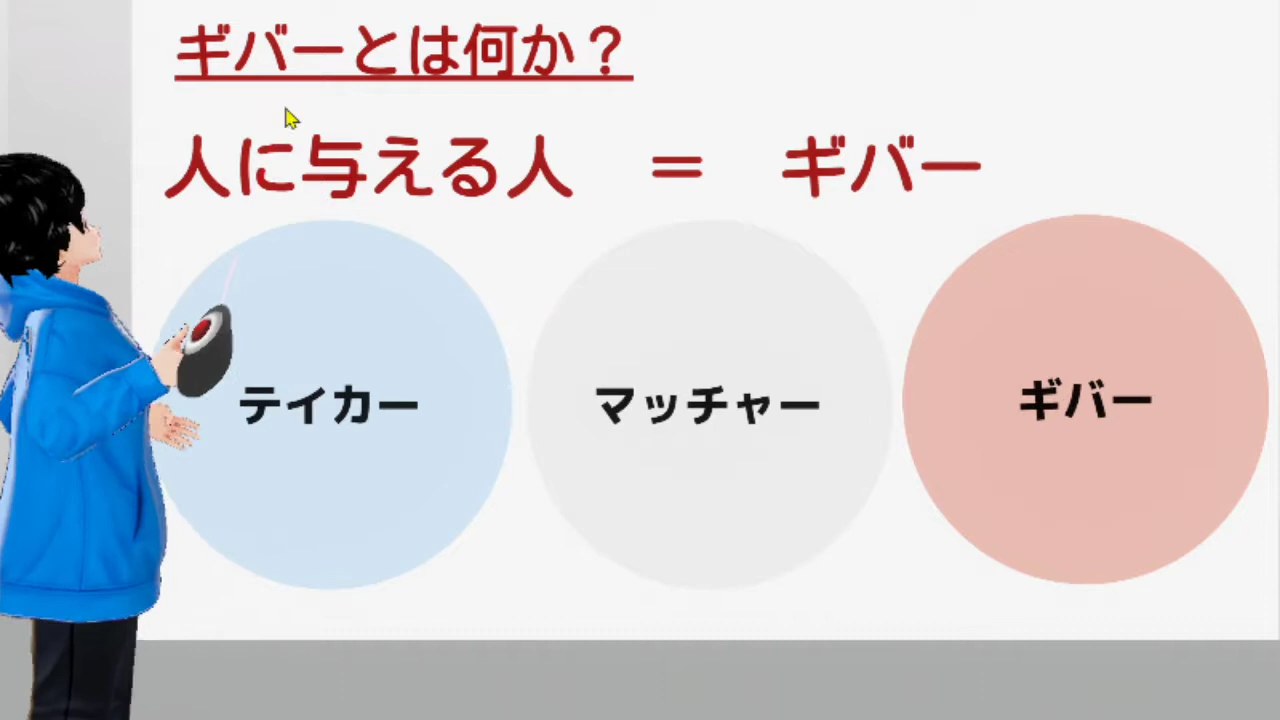 ギバーとは何か？
人に与える人　＝　ギバー
テイカー
マッチャー
ギバー